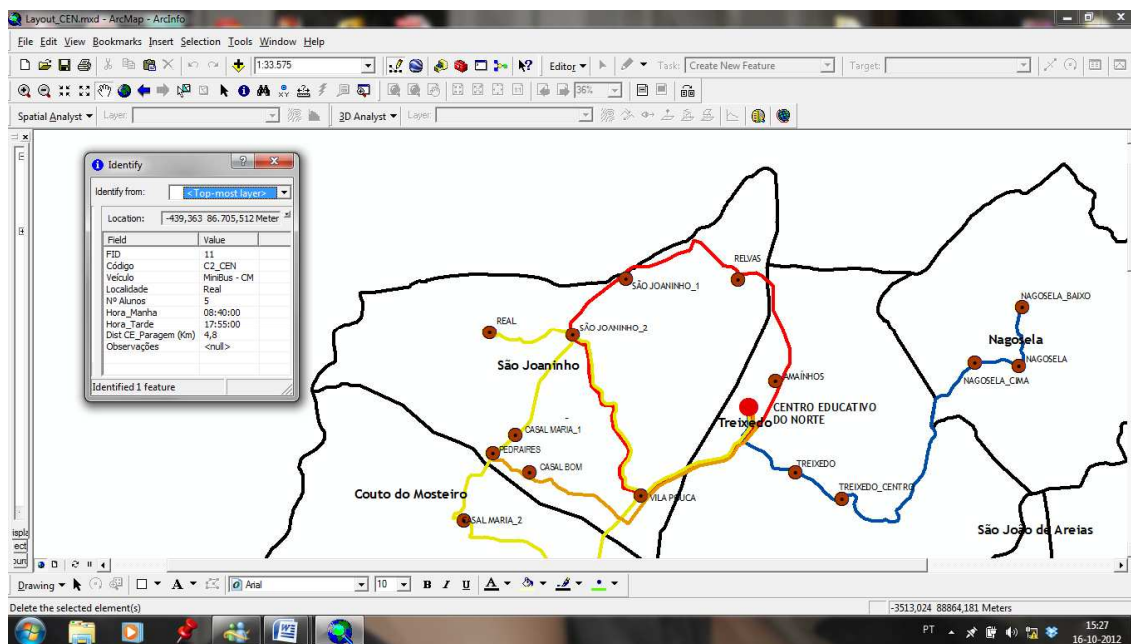 Layout_CEN.mxd - ArcMap - ArcInfo
File Edit View Bookmarks Insert Selection Tools Window Help
1:33.575
Editor
Task: Create New Feature
Target:
36%
Spatial Analyst
Layer:
3D Analyst
Layer:
Identify
Identify from: <Top-most layer>
Location: -439,363 86.705,512 Meter
Field Value
FID 11
Código C2_CEN
Veículo MiniBus - CM
Localidade Real
Nº Alunos 5
Hora_Manha 08:40:00
Hora_Tarde 17:55:00
Dist CE_Paragem (Km) 4,8
Observações <null>
Identified 1 feature
RELVAS
SÃO JOANINHO_1
NAGOSELA_BAIXO
REAL
SÃO JOANINHO_2
Nagosela
São Joaninho
NAGOSELA
AMAÍNHOS
NAGOSELA_CIMA
CENTRO EDUCATIVO
DO NORTE
Treixedo
CASAL MARIA_1
PEDRAIRES
CASAL BOM
TREIXEDO
TREIXEDO_CENTRO
Couto do Mosteiro
VILA POUCA
CASAL MARIA_2
São João de Areias
Drawing
Arial
10
B I U A
Delete the selected element(s)
-3513,024 88864,181 Meters
PT
15:27
16-10-2012